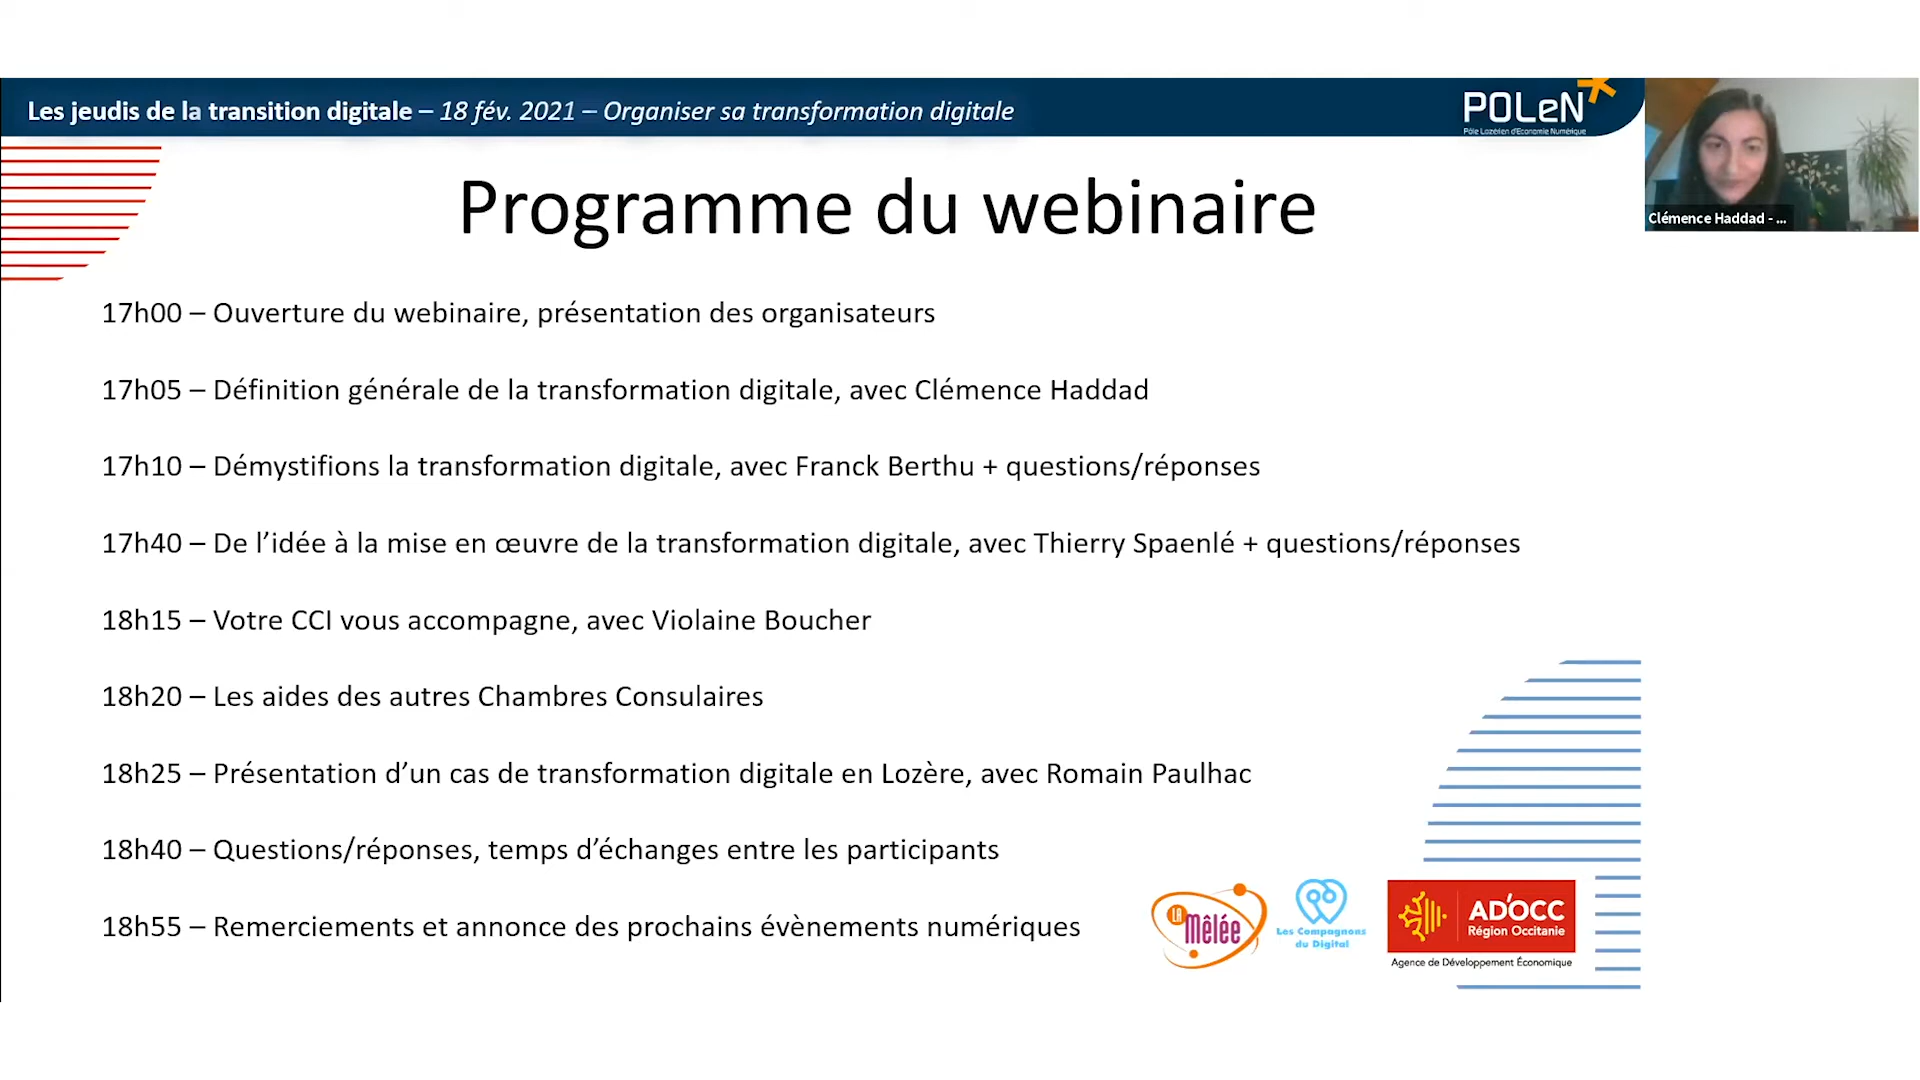 Les jeudis de la transition digitale – 18 fév. 2021 – Organiser sa transformation digitale
POLeN
Pôle Lozérien d'Economie Numérique
Clémence Haddad - ...
Programme du webinaire
17h00 – Ouverture du webinaire, présentation des organisateurs
17h05 – Définition générale de la transformation digitale, avec Clémence Haddad
17h10 – Démystifions la transformation digitale, avec Franck Berthu + questions/réponses
17h40 – De l’idée à la mise en œuvre de la transformation digitale, avec Thierry Spaenlé + questions/réponses
18h15 – Votre CCI vous accompagne, avec Violaine Boucher
18h20 – Les aides des autres Chambres Consulaires
18h25 – Présentation d’un cas de transformation digitale en Lozère, avec Romain Paulhac
18h40 – Questions/réponses, temps d’échanges entre les participants
18h55 – Remerciements et annonce des prochains évènements numériques
LA
Mêlée
Les Compagnons
du Digital
AD'OCC
Région Occitanie
Agence de Développement Économique